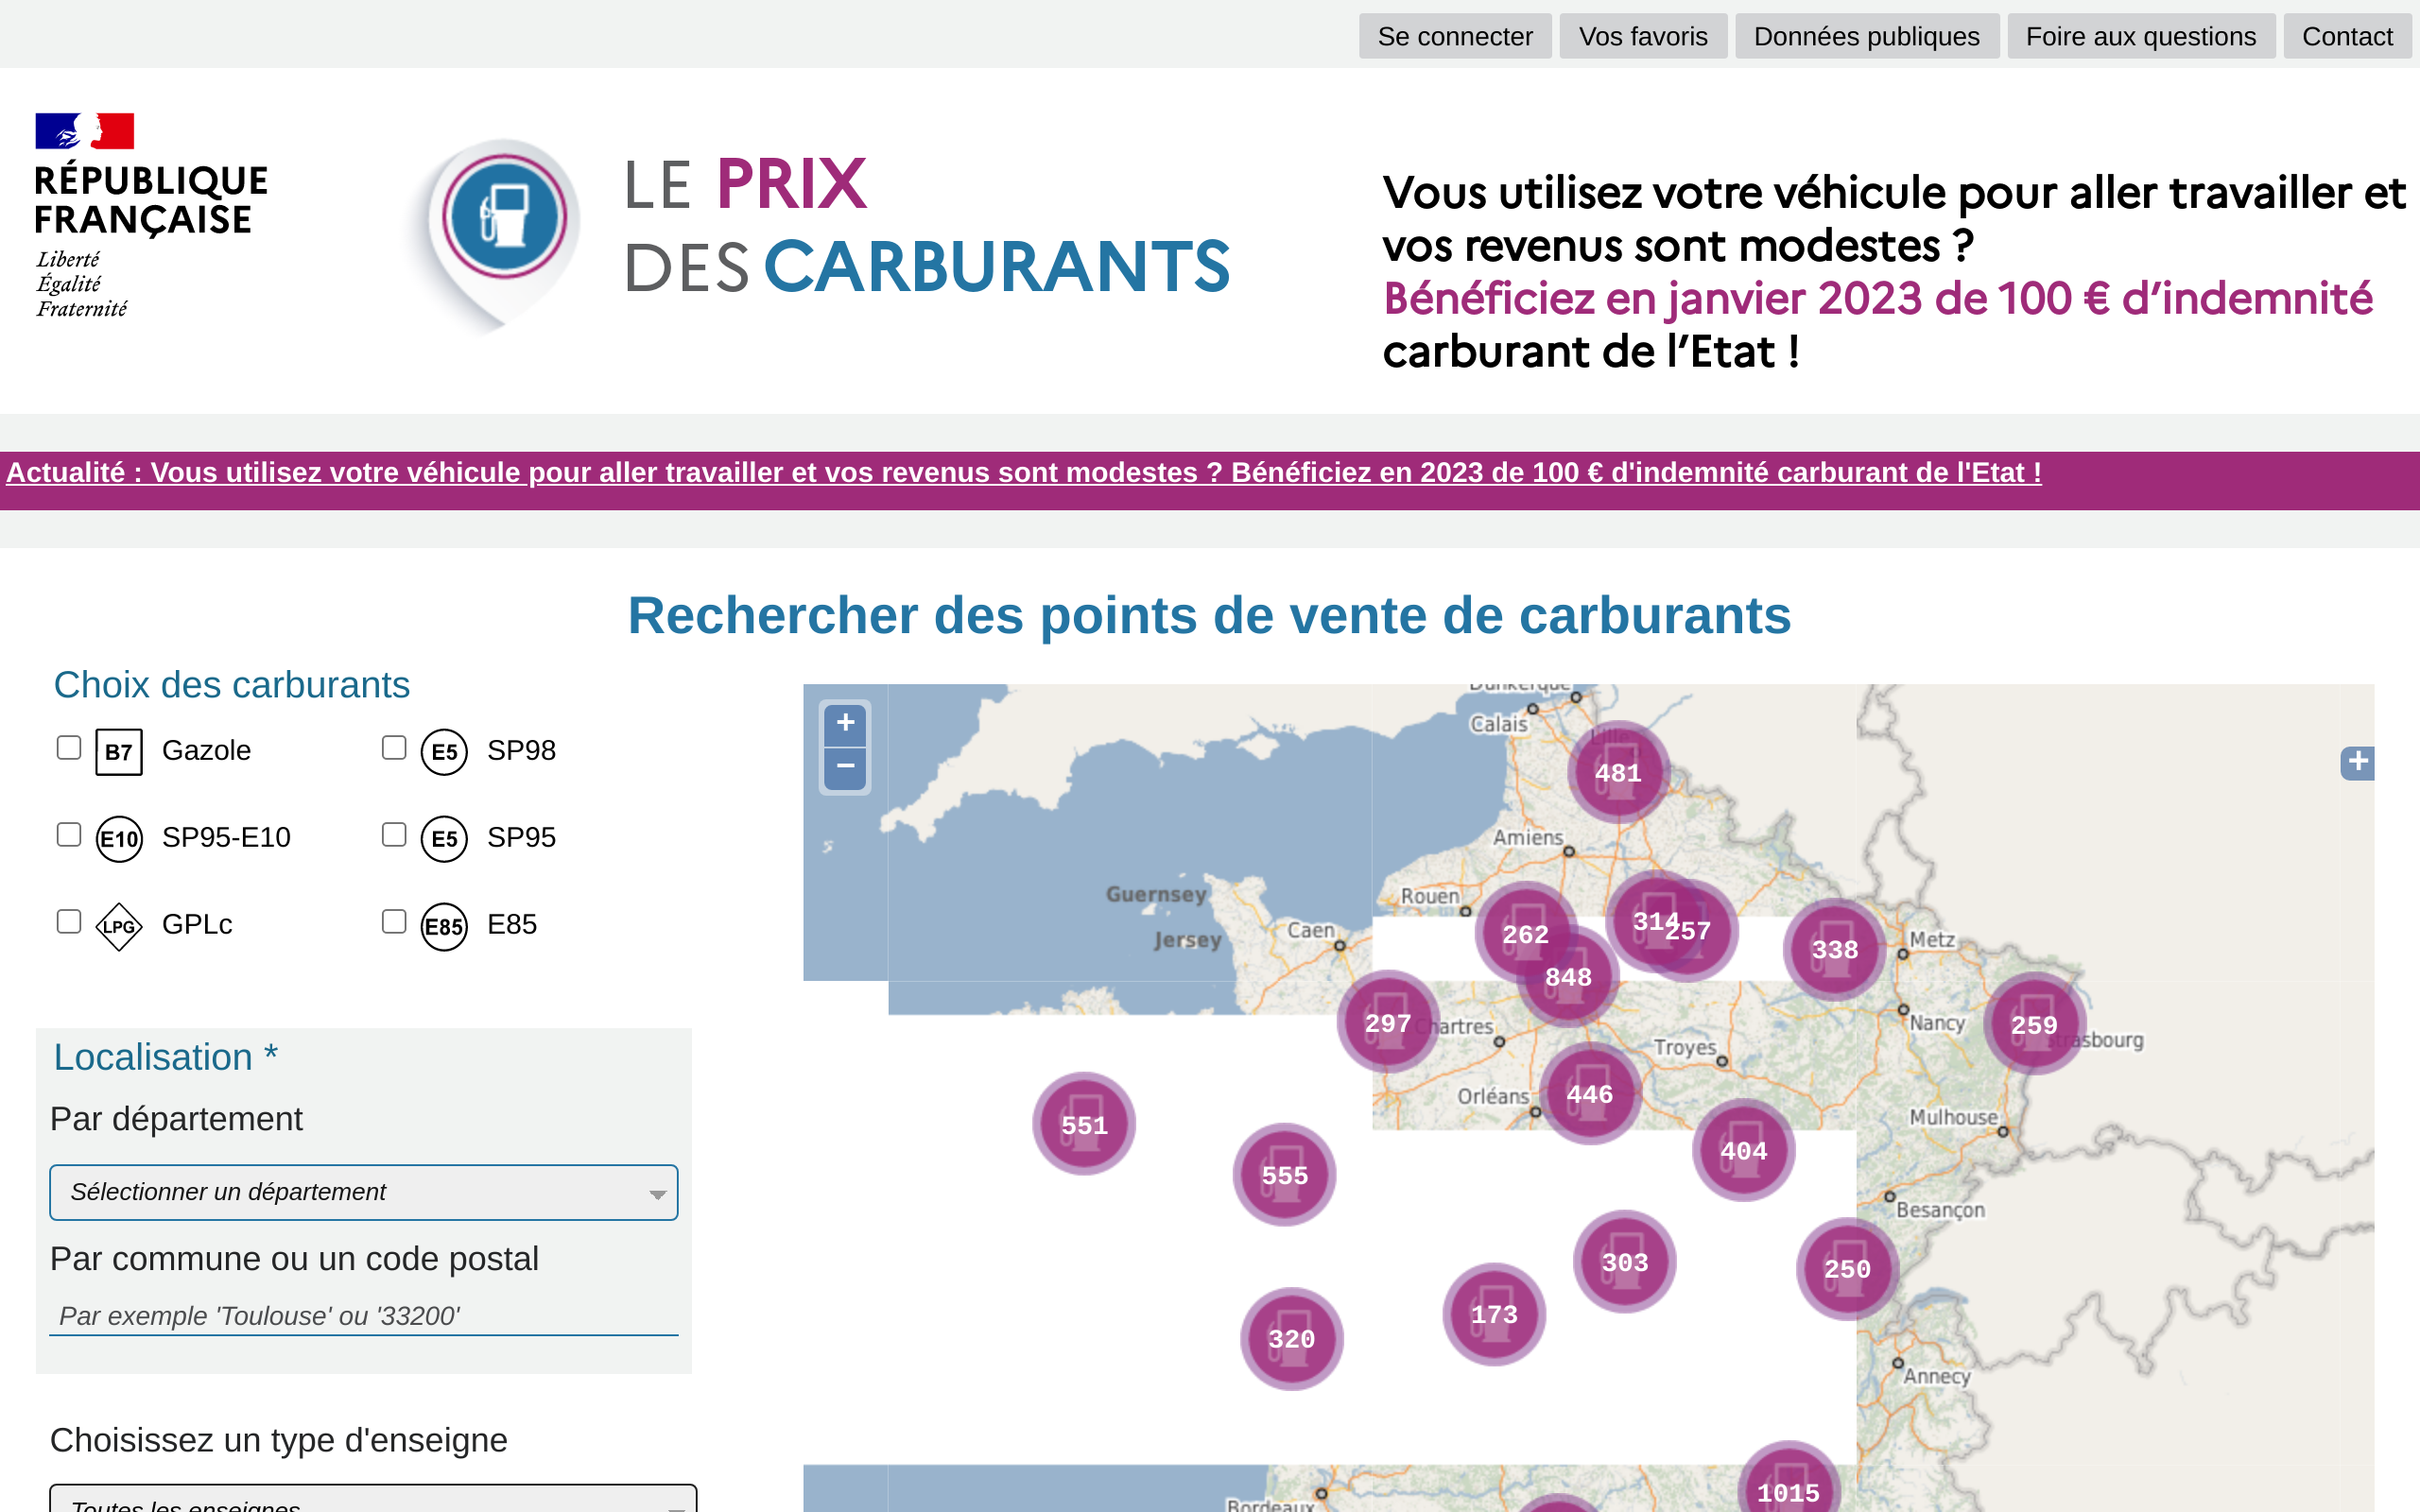 Se connecter
Vos favoris
Données publiques
Foire aux questions
Contact
RÉPUBLIQUE
FRANÇAISE
Liberté
Égalité
Fraternité
LE PRIX
DES CARBURANTS
Vous utilisez votre véhicule pour aller travailler et
vos revenus sont modestes ?
Bénéficiez en janvier 2023 de 100 € d’indemnité
carburant de l’Etat !
Actualité : Vous utilisez votre véhicule pour aller travailler et vos revenus sont modestes ? Bénéficiez en 2023 de 100 € d'indemnité carburant de l'Etat !
Rechercher des points de vente de carburants
Choix des carburants
B7 Gazole
E5 SP98
E10 SP95-E10
E5 SP95
LPG GPLc
E85 E85
Localisation *
Par département
Sélectionner un département
Par commune ou un code postal
Par exemple 'Toulouse' ou '33200'
Choisissez un type d'enseigne
Toutes les enseignes
+
−
+
Dunkerque
Calais
Lille
481
Amiens
Guernsey
Rouen
Jersey
Caen
262
314
257
338
Metz
848
297
Chartres
Nancy
259
Strasbourg
Troyes
Orléans
446
551
Mulhouse
404
555
Besançon
303
250
173
320
Annecy
1015
Bordeaux